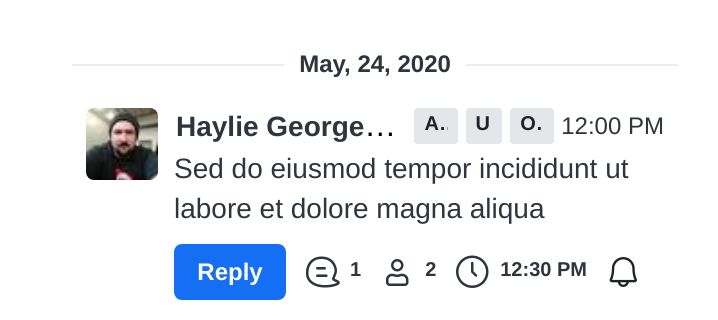 May, 24, 2020
Haylie George... A. U O. 12:00 PM
Sed do eiusmod tempor incididunt ut
labore et dolore magna aliqua
Reply 1 2 12:30 PM